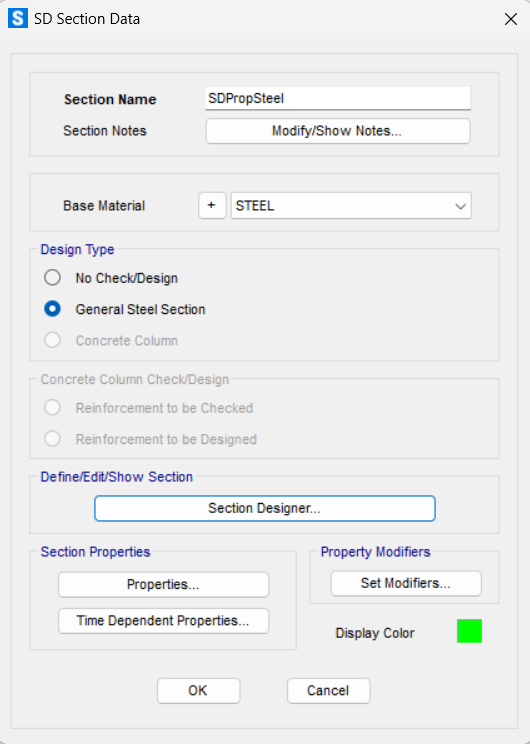 S SD Section Data
Section Name SDPropSteel
Section Notes Modify/Show Notes...
Base Material + STEEL
Design Type
No Check/Design
General Steel Section
Concrete Column
Concrete Column Check/Design
Reinforcement to be Checked
Reinforcement to be Designed
Define/Edit/Show Section
Section Designer...
Section Properties
Properties...
Time Dependent Properties...
Property Modifiers
Set Modifiers...
Display Color
OK Cancel